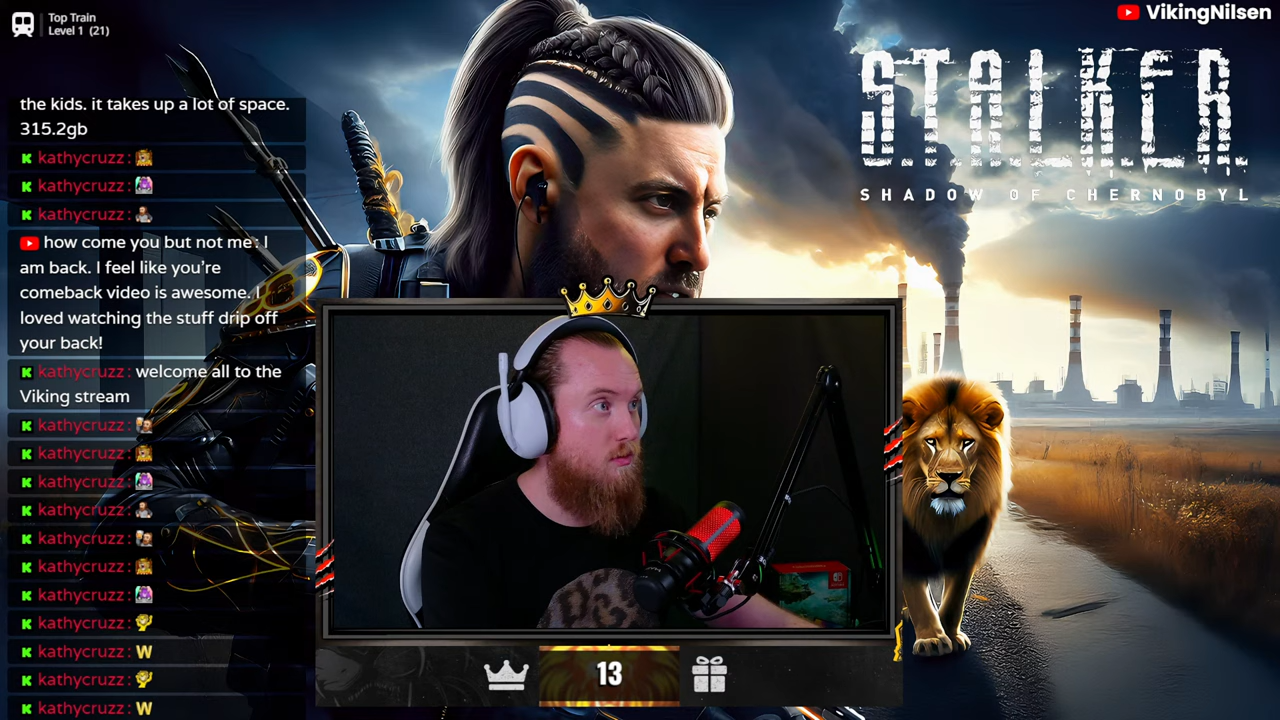 Top Train
Level 1 (21)
VikingNilsen
S.T.A.L.K.E.R.
SHADOW OF CHERNOBYL
the kids. it takes up a lot of space.
315.2gb
kathycruzz :
kathycruzz :
kathycruzz :
how come you but not me: I
am back. I feel like you're
comeback video is awesome. I
loved watching the stuff drip off
your back!
kathycruzz : welcome all to the
Viking stream
kathycruzz :
kathycruzz :
kathycruzz :
kathycruzz :
kathycruzz :
kathycruzz :
kathycruzz :
kathycruzz :
kathycruzz : W
kathycruzz :
kathycruzz : W
13